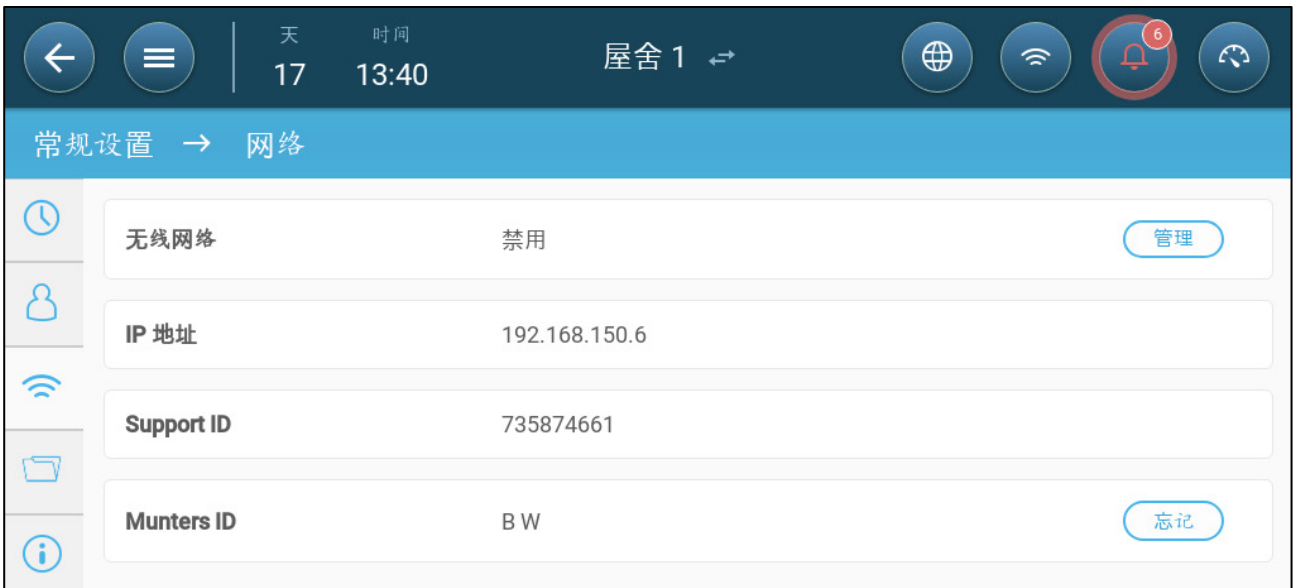 天 时间
17 13:40
屋舍 1
6
常规设置 → 网络
无线网络 禁用 管理
IP 地址 192.168.150.6
Support ID 735874661
Munters ID B W 忘记